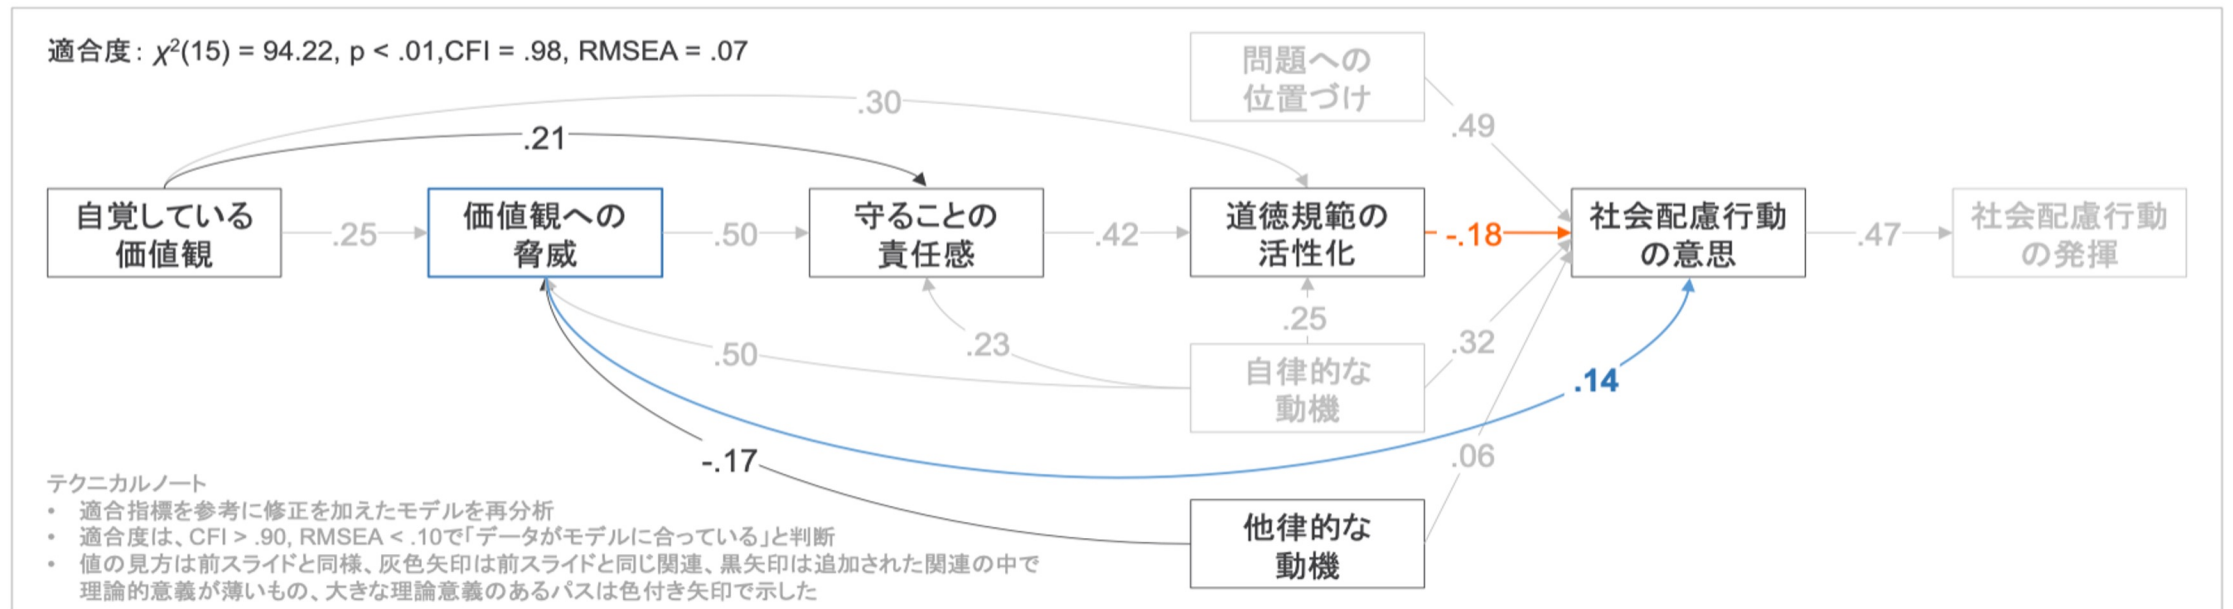 適合度: χ²(15) = 94.22, p < .01,CFI = .98, RMSEA = .07
問題への
位置づけ
.30
.49
.21
自覚している
価値観
.25
価値観への
脅威
.50
守ることの
責任感
.42
道徳規範の
活性化
-.18
社会配慮行動
の意思
.47
社会配慮行動
の発揮
.25
.50
.23
.32
自律的な
動機
.14
-.17
.06
他律的な
動機
テクニカルノート
• 適合指標を参考に修正を加えたモデルを再分析
• 適合度は、CFI > .90, RMSEA < .10で「データがモデルに合っている」と判断
• 値の見方は前スライドと同様、灰色矢印は前スライドと同じ関連、黒矢印は追加された関連の中で
理論的意義が薄いもの、大きな理論意義のあるパスは色付き矢印で示した